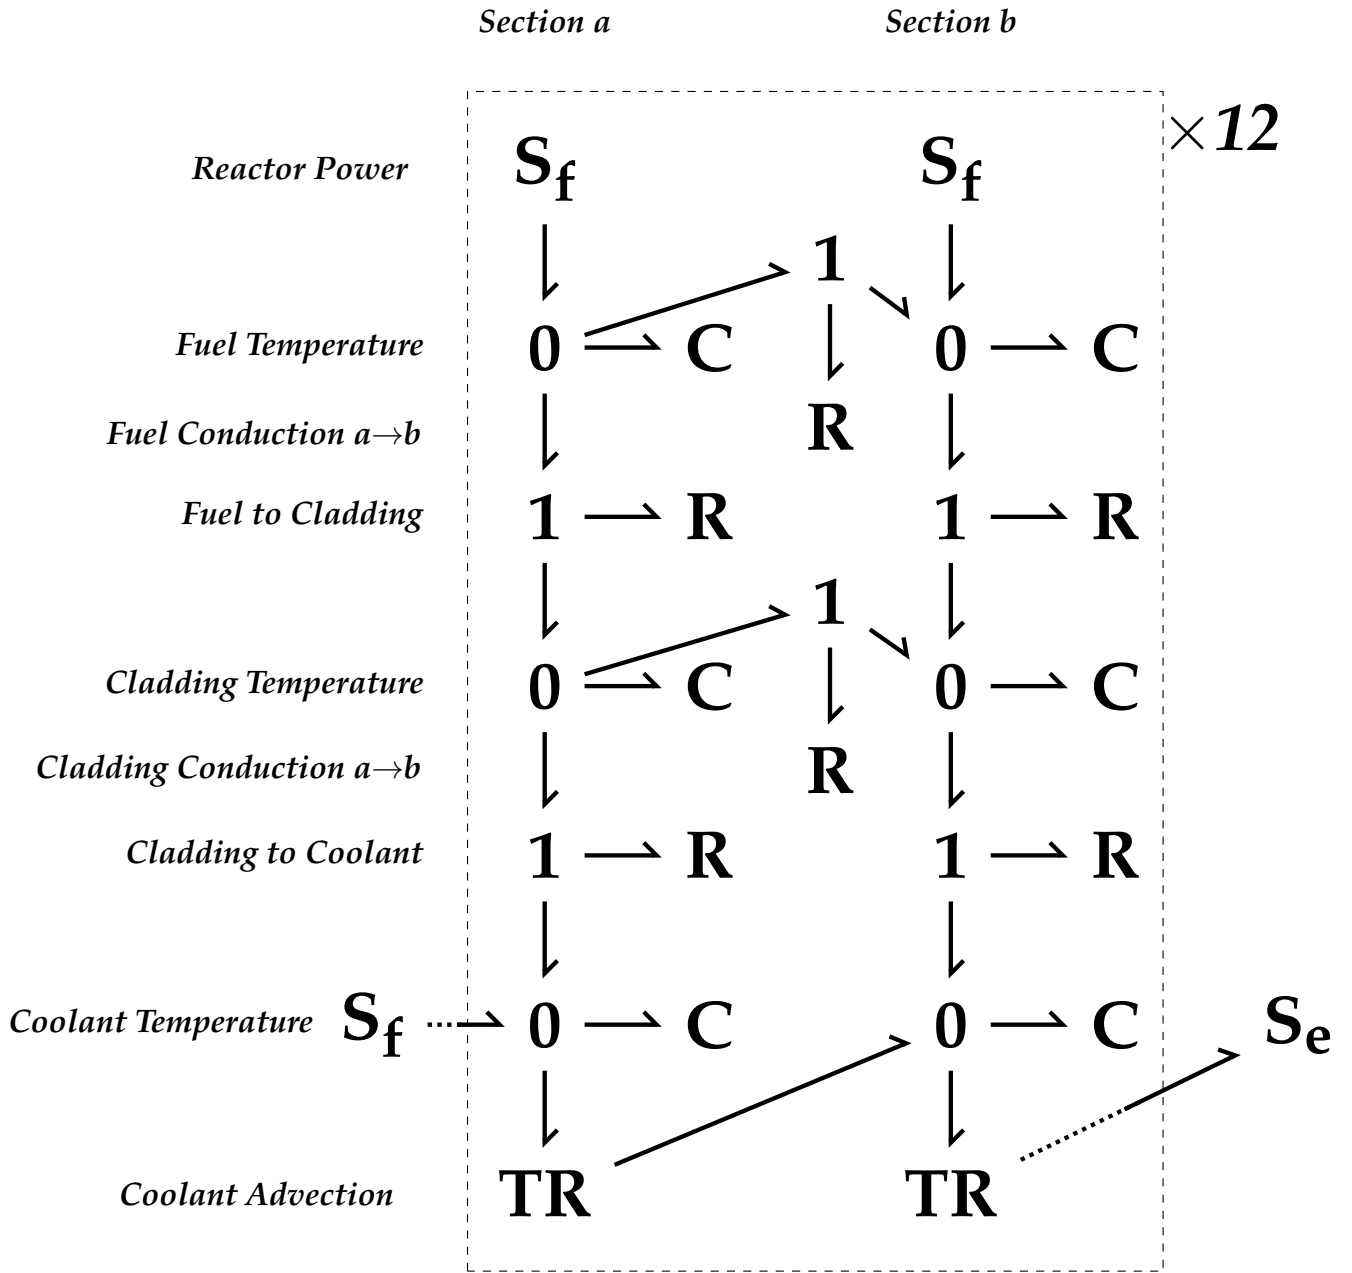 Section a Section b
×12
Reactor Power S_f S_f
1
Fuel Temperature 0 C 0 C
Fuel Conduction a→b R
Fuel to Cladding 1 R 1 R
1
Cladding Temperature 0 C 0 C
Cladding Conduction a→b R
Cladding to Coolant 1 R 1 R
Coolant Temperature S_f 0 C 0 C S_e
Coolant Advection TR TR